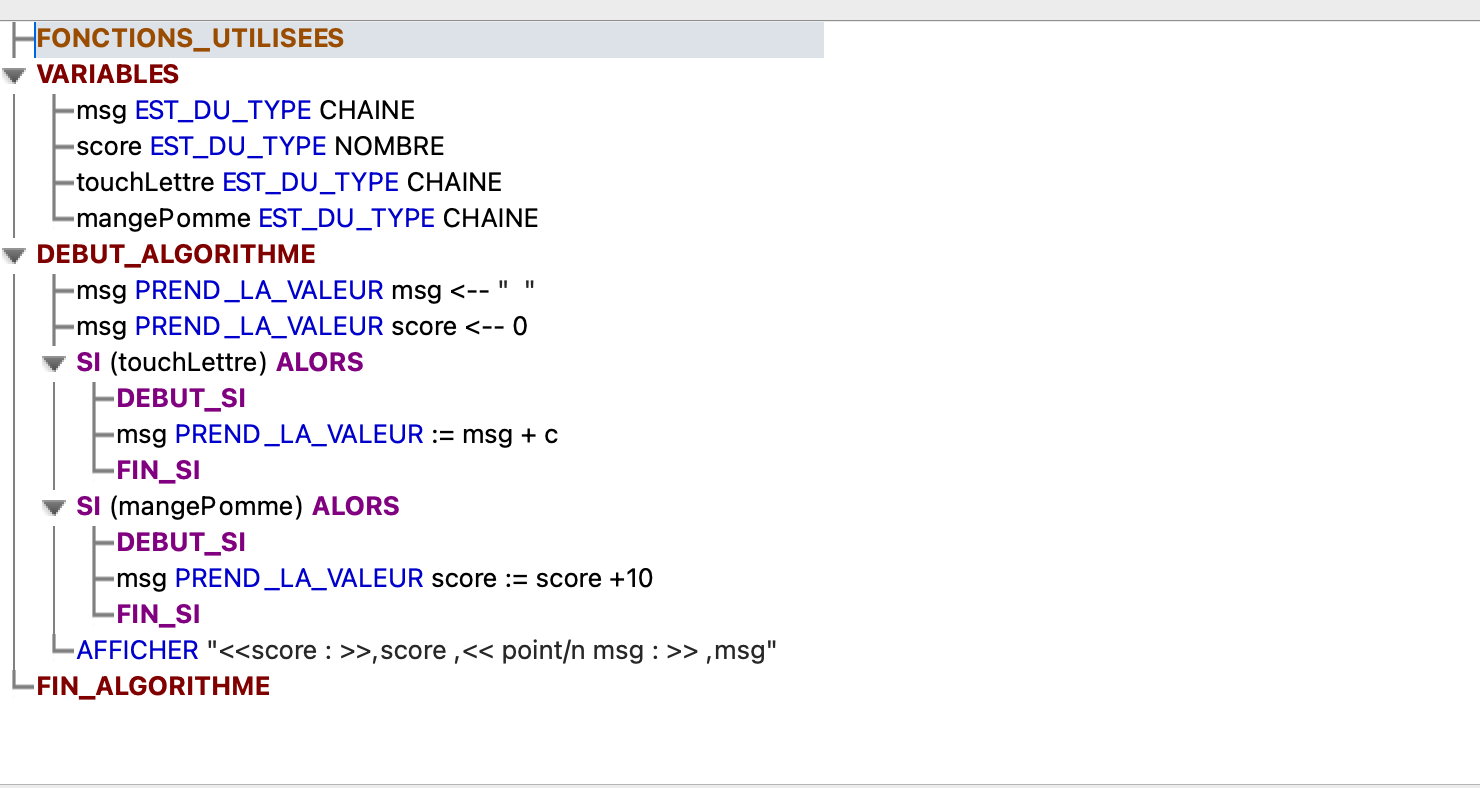 FONCTIONS_UTILISEES
VARIABLES
msg EST_DU_TYPE CHAINE
score EST_DU_TYPE NOMBRE
touchLettre EST_DU_TYPE CHAINE
mangePomme EST_DU_TYPE CHAINE
DEBUT_ALGORITHME
msg PREND_LA_VALEUR msg <-- "  "
msg PREND_LA_VALEUR score <-- 0
SI (touchLettre) ALORS
DEBUT_SI
msg PREND_LA_VALEUR := msg + c
FIN_SI
SI (mangePomme) ALORS
DEBUT_SI
msg PREND_LA_VALEUR score := score +10
FIN_SI
AFFICHER "<<score : >>,score ,<< point/n msg : >> ,msg"
FIN_ALGORITHME